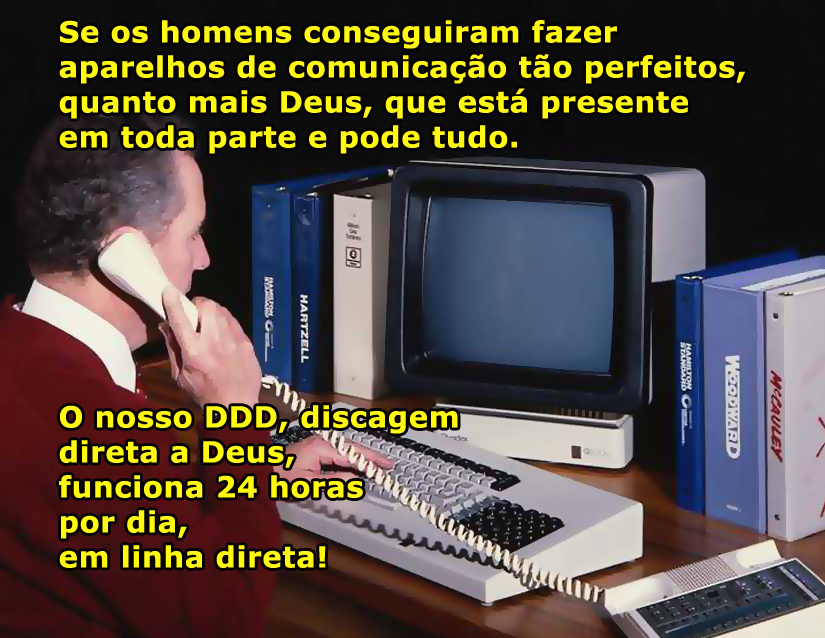 Se os homens conseguiram fazer
aparelhos de comunicação tão perfeitos,
quanto mais Deus, que está presente
em toda parte e pode tudo.
HAMILTON
STANDARD
HARTZELL
HAMILTON
STANDARD
WOODWARD
McCAULEY
O nosso DDD, discagem
direta a Deus,
funciona 24 horas
por dia,
em linha direta!